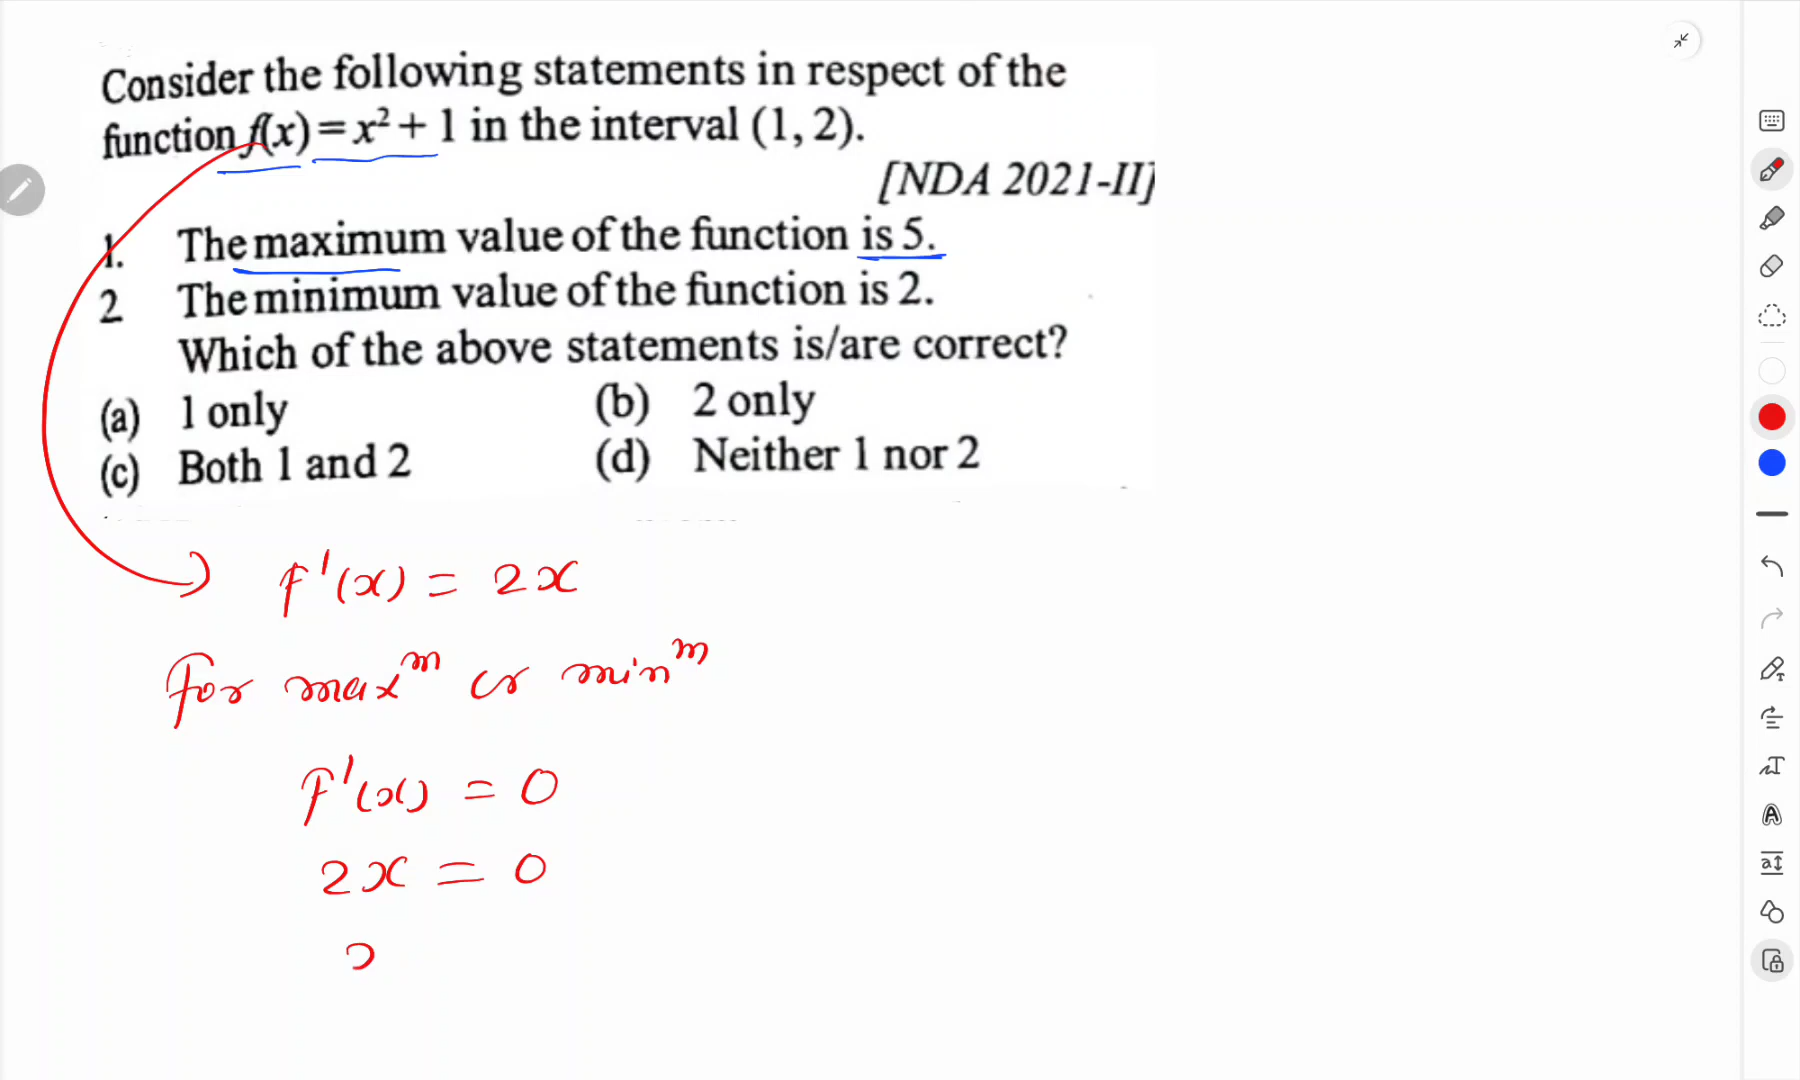 Consider the following statements in respect of the
function f(x) = x² + 1 in the interval (1, 2).
[NDA 2021-II]
1. The maximum value of the function is 5.
2 The minimum value of the function is 2.
Which of the above statements is/are correct?
(a) 1 only (b) 2 only
(c) Both 1 and 2 (d) Neither 1 nor 2
f'(x) = 2x
for maxᵐ or minᵐ
f'(x) = 0
2x = 0